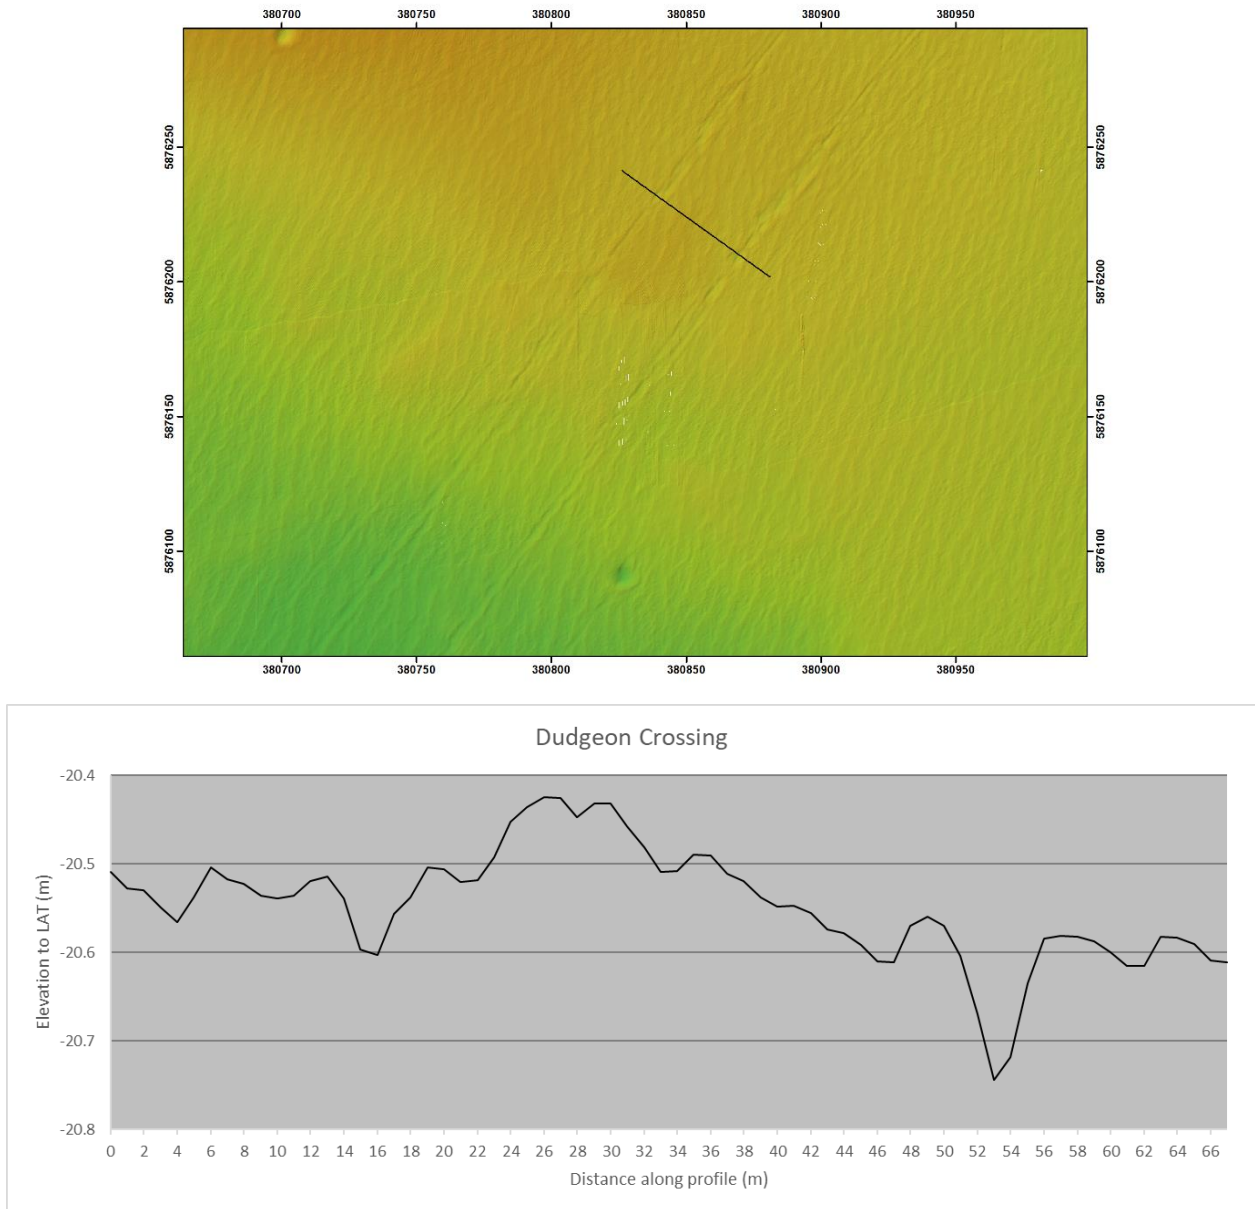 380700 380750 380800 380850 380900 380950
5876250 5876250
5876200 5876200
5876150 5876150
5876100 5876100
380700 380750 380800 380850 380900 380950
Dudgeon Crossing
-20.4
-20.5
-20.6
-20.7
-20.8
Elevation to LAT (m)
0 2 4 6 8 10 12 14 16 18 20 22 24 26 28 30 32 34 36 38 40 42 44 46 48 50 52 54 56 58 60 62 64 66
Distance along profile (m)